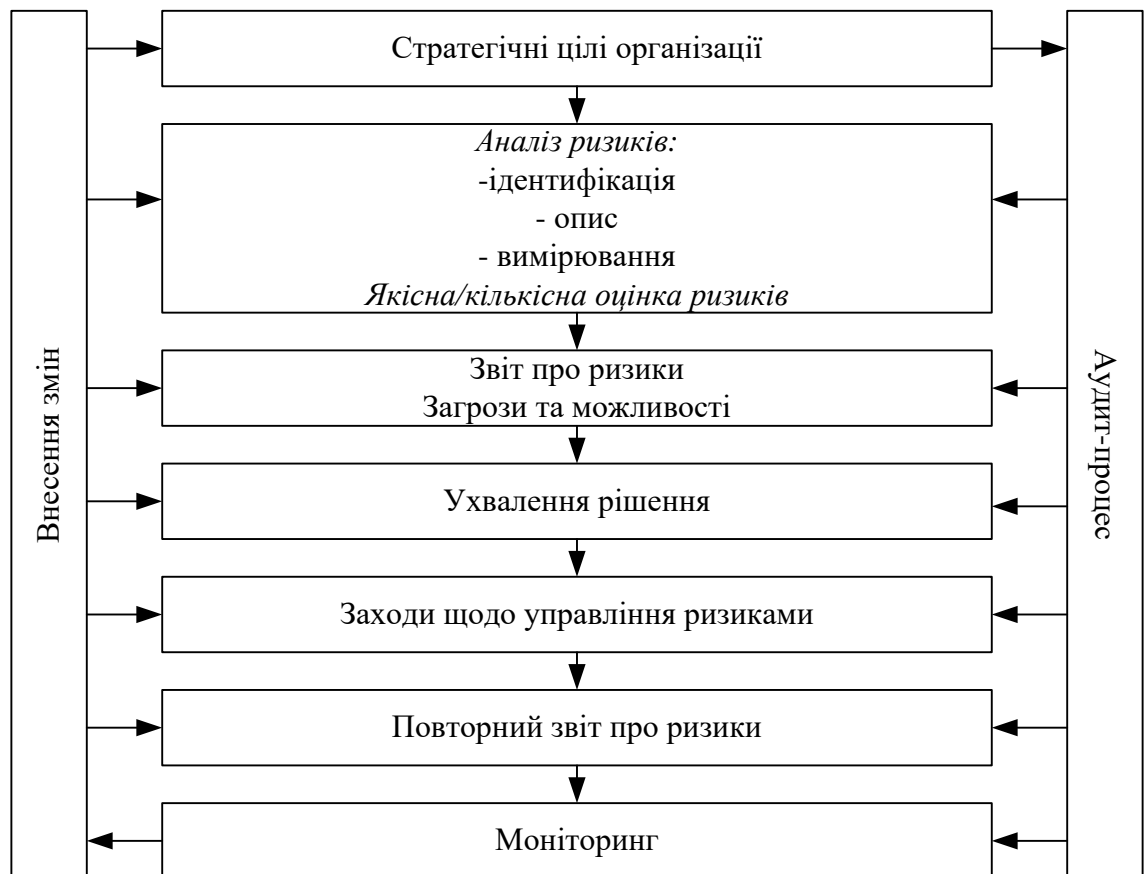 Стратегічні цілі організації
Аналіз ризиків:
-ідентифікація
- опис
- вимірювання
Якісна/кількісна оцінка ризиків
Звіт про ризики
Загрози та можливості
Ухвалення рішення
Заходи щодо управління ризиками
Повторний звіт про ризики
Моніторинг
Внесення змін
Аудит-процес